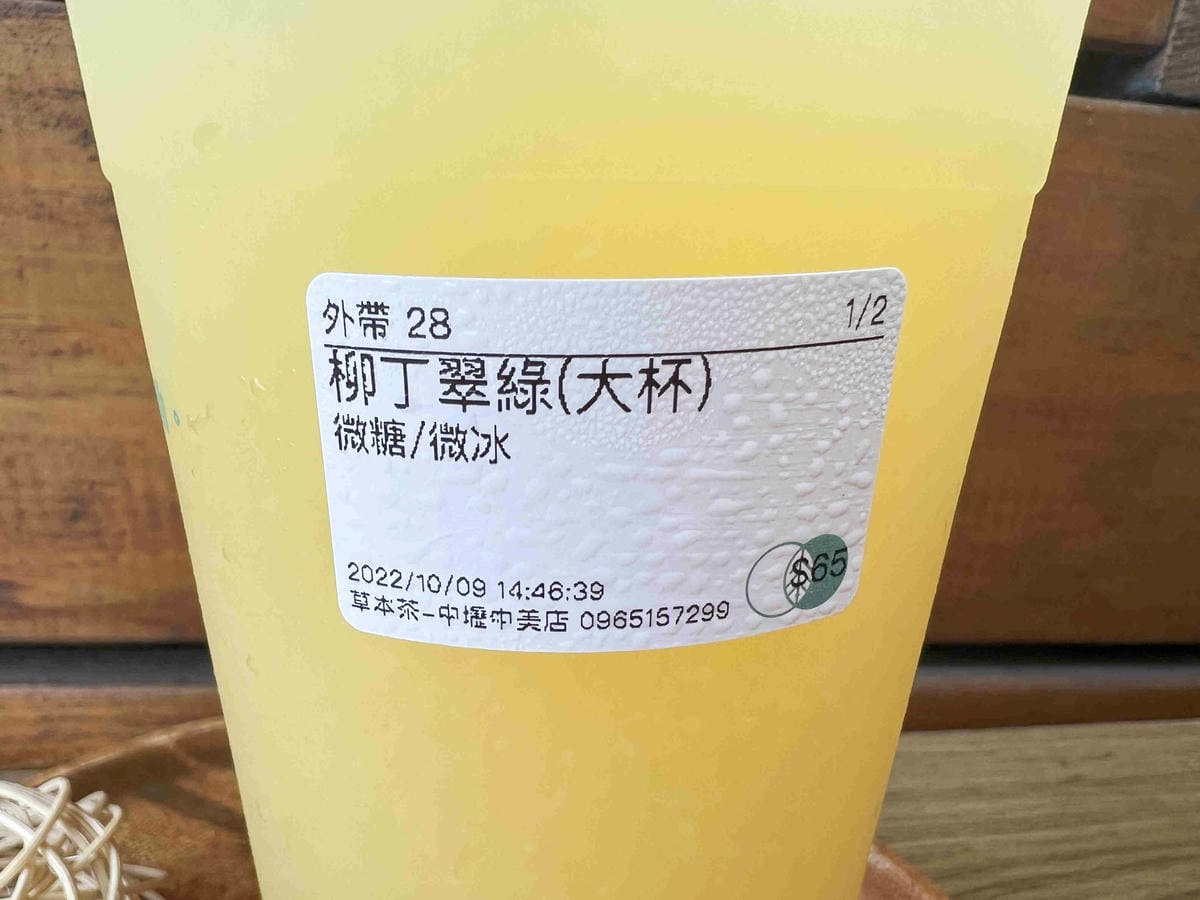 外帶 28 1/2
柳丁翠綠(大杯)
微糖/微冰
2022/10/09 14:46:39
$65
草本茶-中壢中美店 0965157299